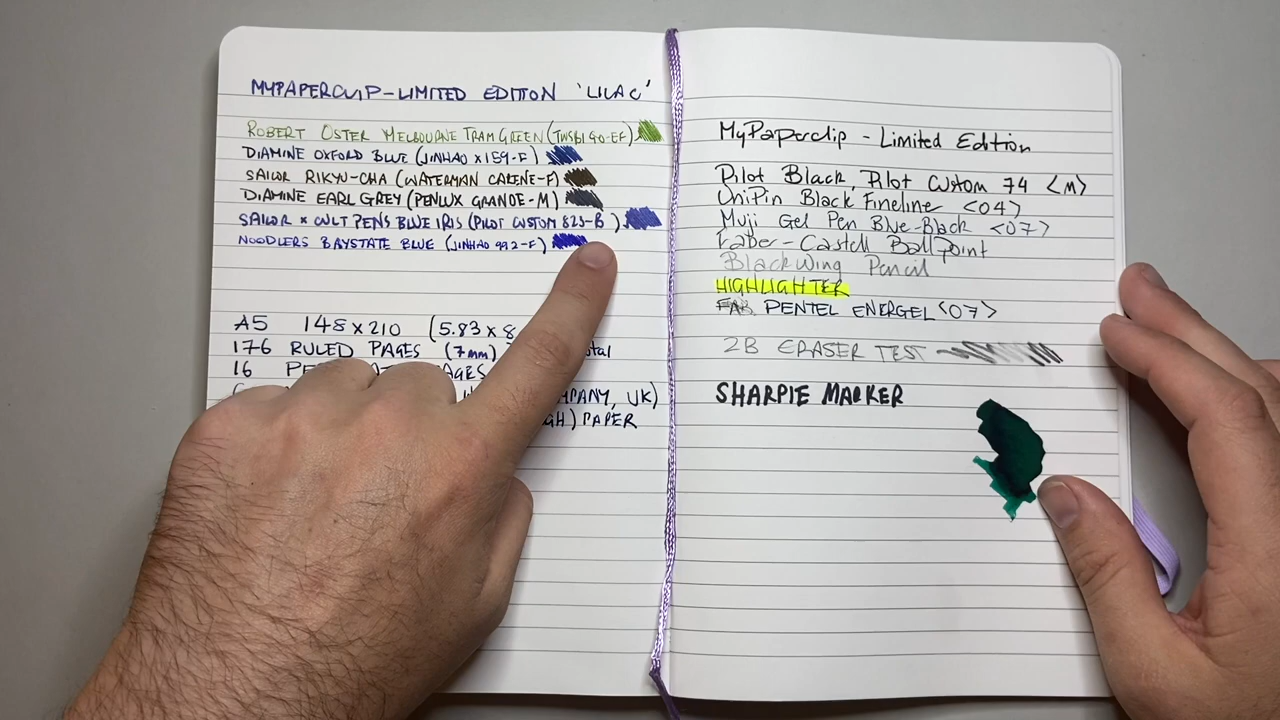 MYPAPERCLIP-LIMITED EDITION 'LILAC'
ROBERT OSTER MELBOURNE TRAM GREEN (TWSBI GO-EF)
DIAMINE OXFORD BLUE (JINHAO X159-F)
SAILOR RIKYU-CHA (WATERMAN CARENE-F)
DIAMINE EARL GREY (PENLUX GRANDE-M)
SAILOR X CULT PENS BLUE IRIS (PILOT CUSTOM 823-B)
NOODLERS BAYSTATE BLUE (JINHAO 992-F)
A5 148 x 210 (5.83 x 8
176 RULED PAGES (7mm)
16
PANY, UK)
PAPER
MyPaperclip - Limited Edition
Pilot Black, Pilot Custom 74 <M>
UniPin Black Fineline <04>
Muji Gel Pen Blue-Black <07>
Faber-Castell BallPoint
Blackwing Pencil
HIGHLIGHTER
PENTEL ENERGEL <07>
2B ERASER TEST
SHARPIE MARKER